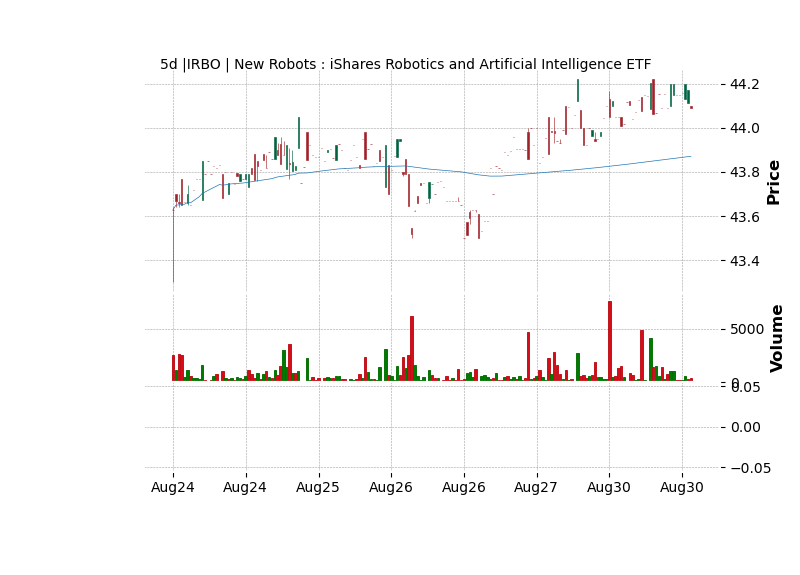 5d |IRBO | New Robots : iShares Robotics and Artificial Intelligence ETF
44.2
44.0
43.8
43.6
43.4
Price
5000
0
Volume
0.05
0.00
−0.05
Aug24 Aug24 Aug25 Aug26 Aug26 Aug27 Aug30 Aug30